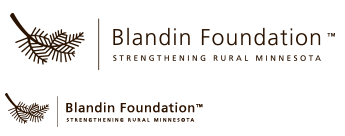 Blandin Foundation™
STRENGTHENING RURAL MINNESOTA
Blandin Foundation™
STRENGTHENING RURAL MINNESOTA